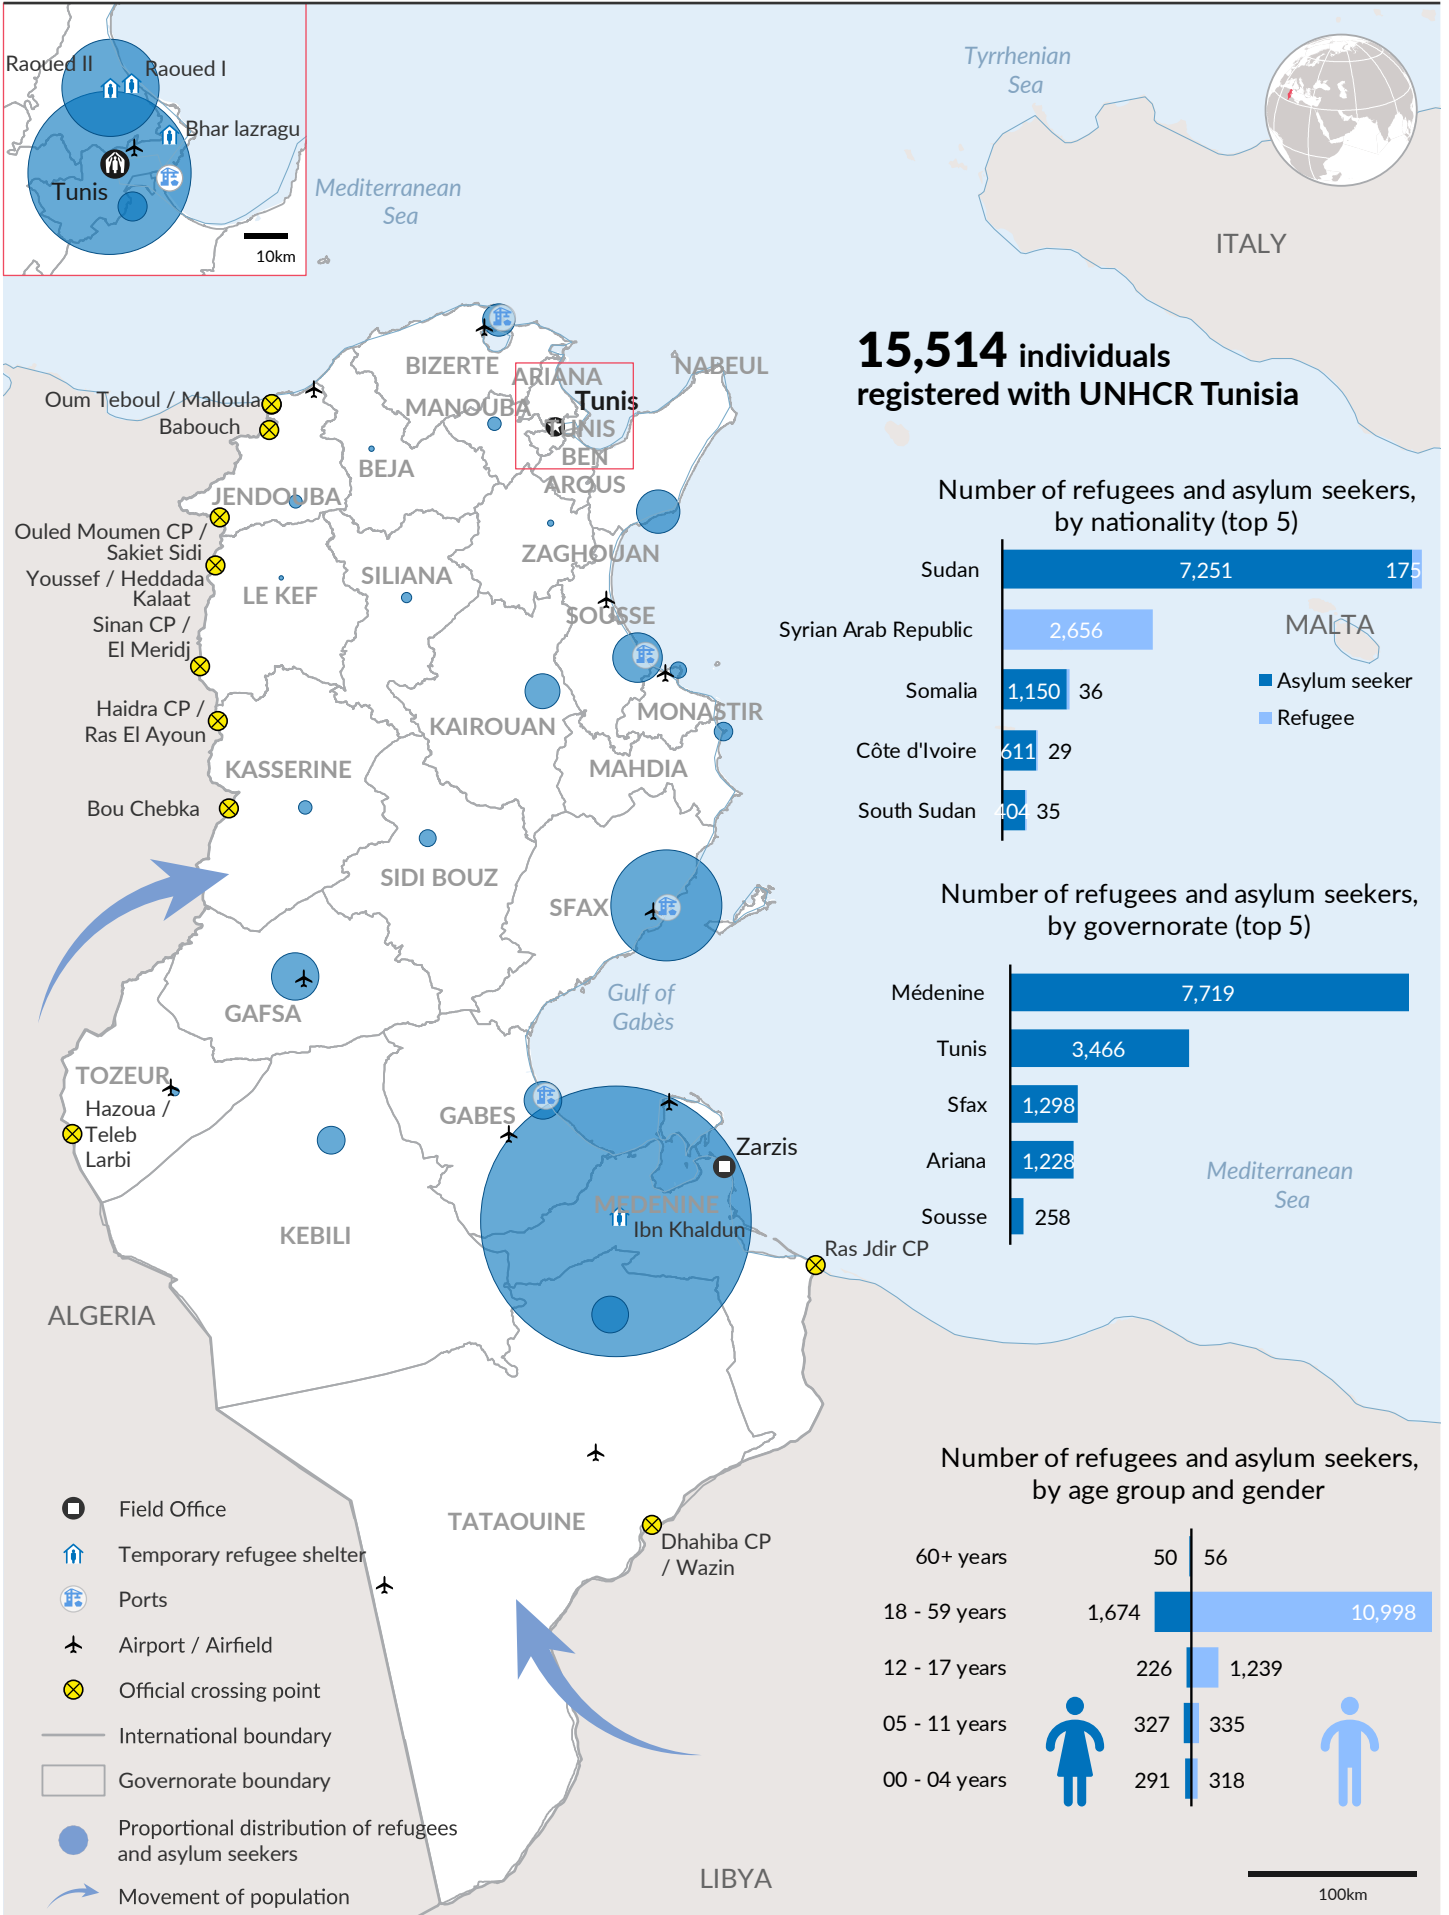 Raoued II
Raoued I
Bhar lazragu
Tunis
10km
Mediterranean
Sea
Tyrrhenian
Sea
ITALY
15,514 individuals
registered with UNHCR Tunisia
BIZERTE
ARIANA
NABEUL
MANOUBA
Tunis
TUNIS
BEN
AROUS
Oum Teboul / Malloula
Babouch
BEJA
JENDOUBA
Ouled Moumen CP /
Sakiet Sidi
Youssef / Heddada
Kalaat
Sinan CP /
El Meridj
LE KEF
SILIANA
ZAGHOUAN
SOUSSE
Haidra CP /
Ras El Ayoun
KAIROUAN
MONASTIR
KASSERINE
MAHDIA
Bou Chebka
SIDI BOUZ
SFAX
GAFSA
Gulf of
Gabès
TOZEUR
Hazoua /
Teleb
Larbi
GABES
Zarzis
MEDENINE
Ibn Khaldun
KEBILI
Ras Jdir CP
ALGERIA
TATAOUINE
Dhahiba CP
/ Wazin
LIBYA
Number of refugees and asylum seekers,
by nationality (top 5)
Sudan 7,251 175
Syrian Arab Republic 2,656
MALTA
Somalia 1,150 36
Asylum seeker
Refugee
Côte d'Ivoire 611 29
South Sudan 404 35
Number of refugees and asylum seekers,
by governorate (top 5)
Médenine 7,719
Tunis 3,466
Sfax 1,298
Ariana 1,228
Sousse 258
Mediterranean
Sea
Number of refugees and asylum seekers,
by age group and gender
60+ years 50 56
18 - 59 years 1,674 10,998
12 - 17 years 226 1,239
05 - 11 years 327 335
00 - 04 years 291 318
100km
Field Office
Temporary refugee shelter
Ports
Airport / Airfield
Official crossing point
International boundary
Governorate boundary
Proportional distribution of refugees
and asylum seekers
Movement of population